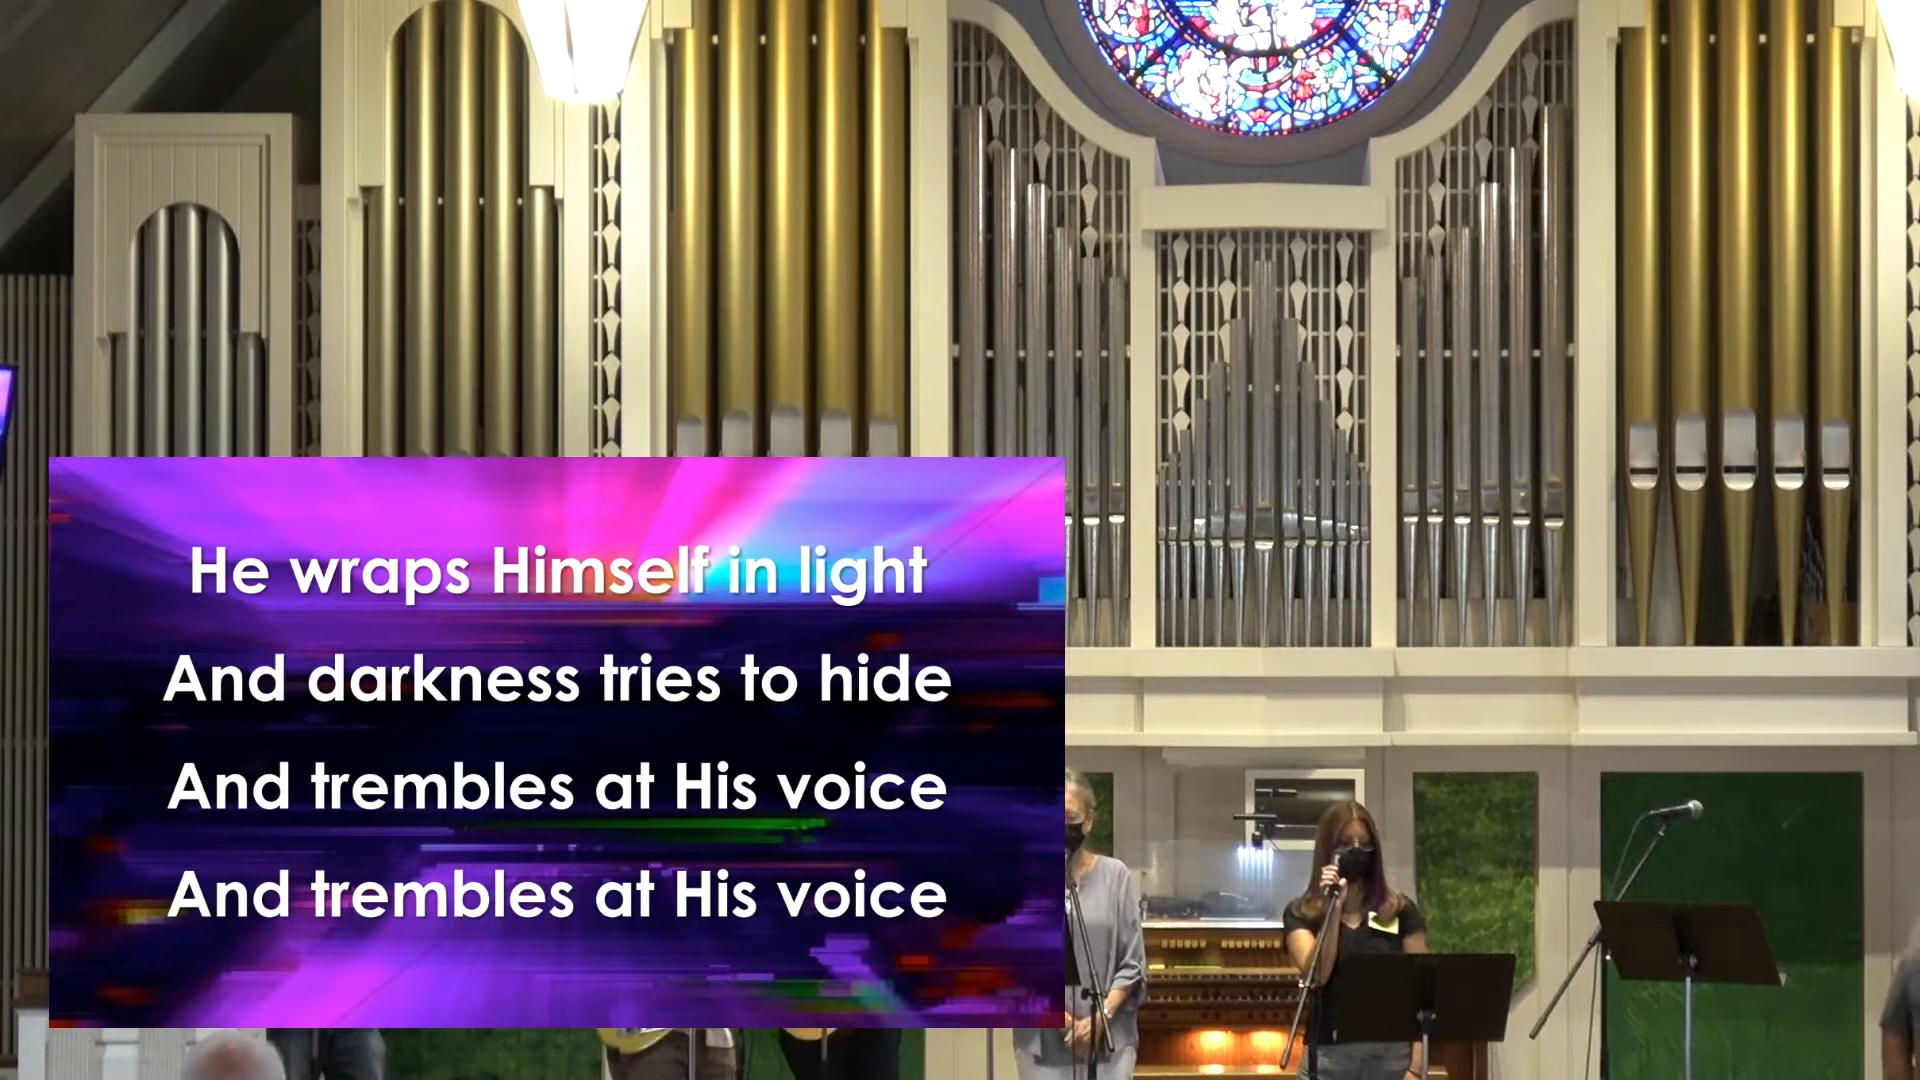 He wraps Himself in light
And darkness tries to hide
And trembles at His voice
And trembles at His voice